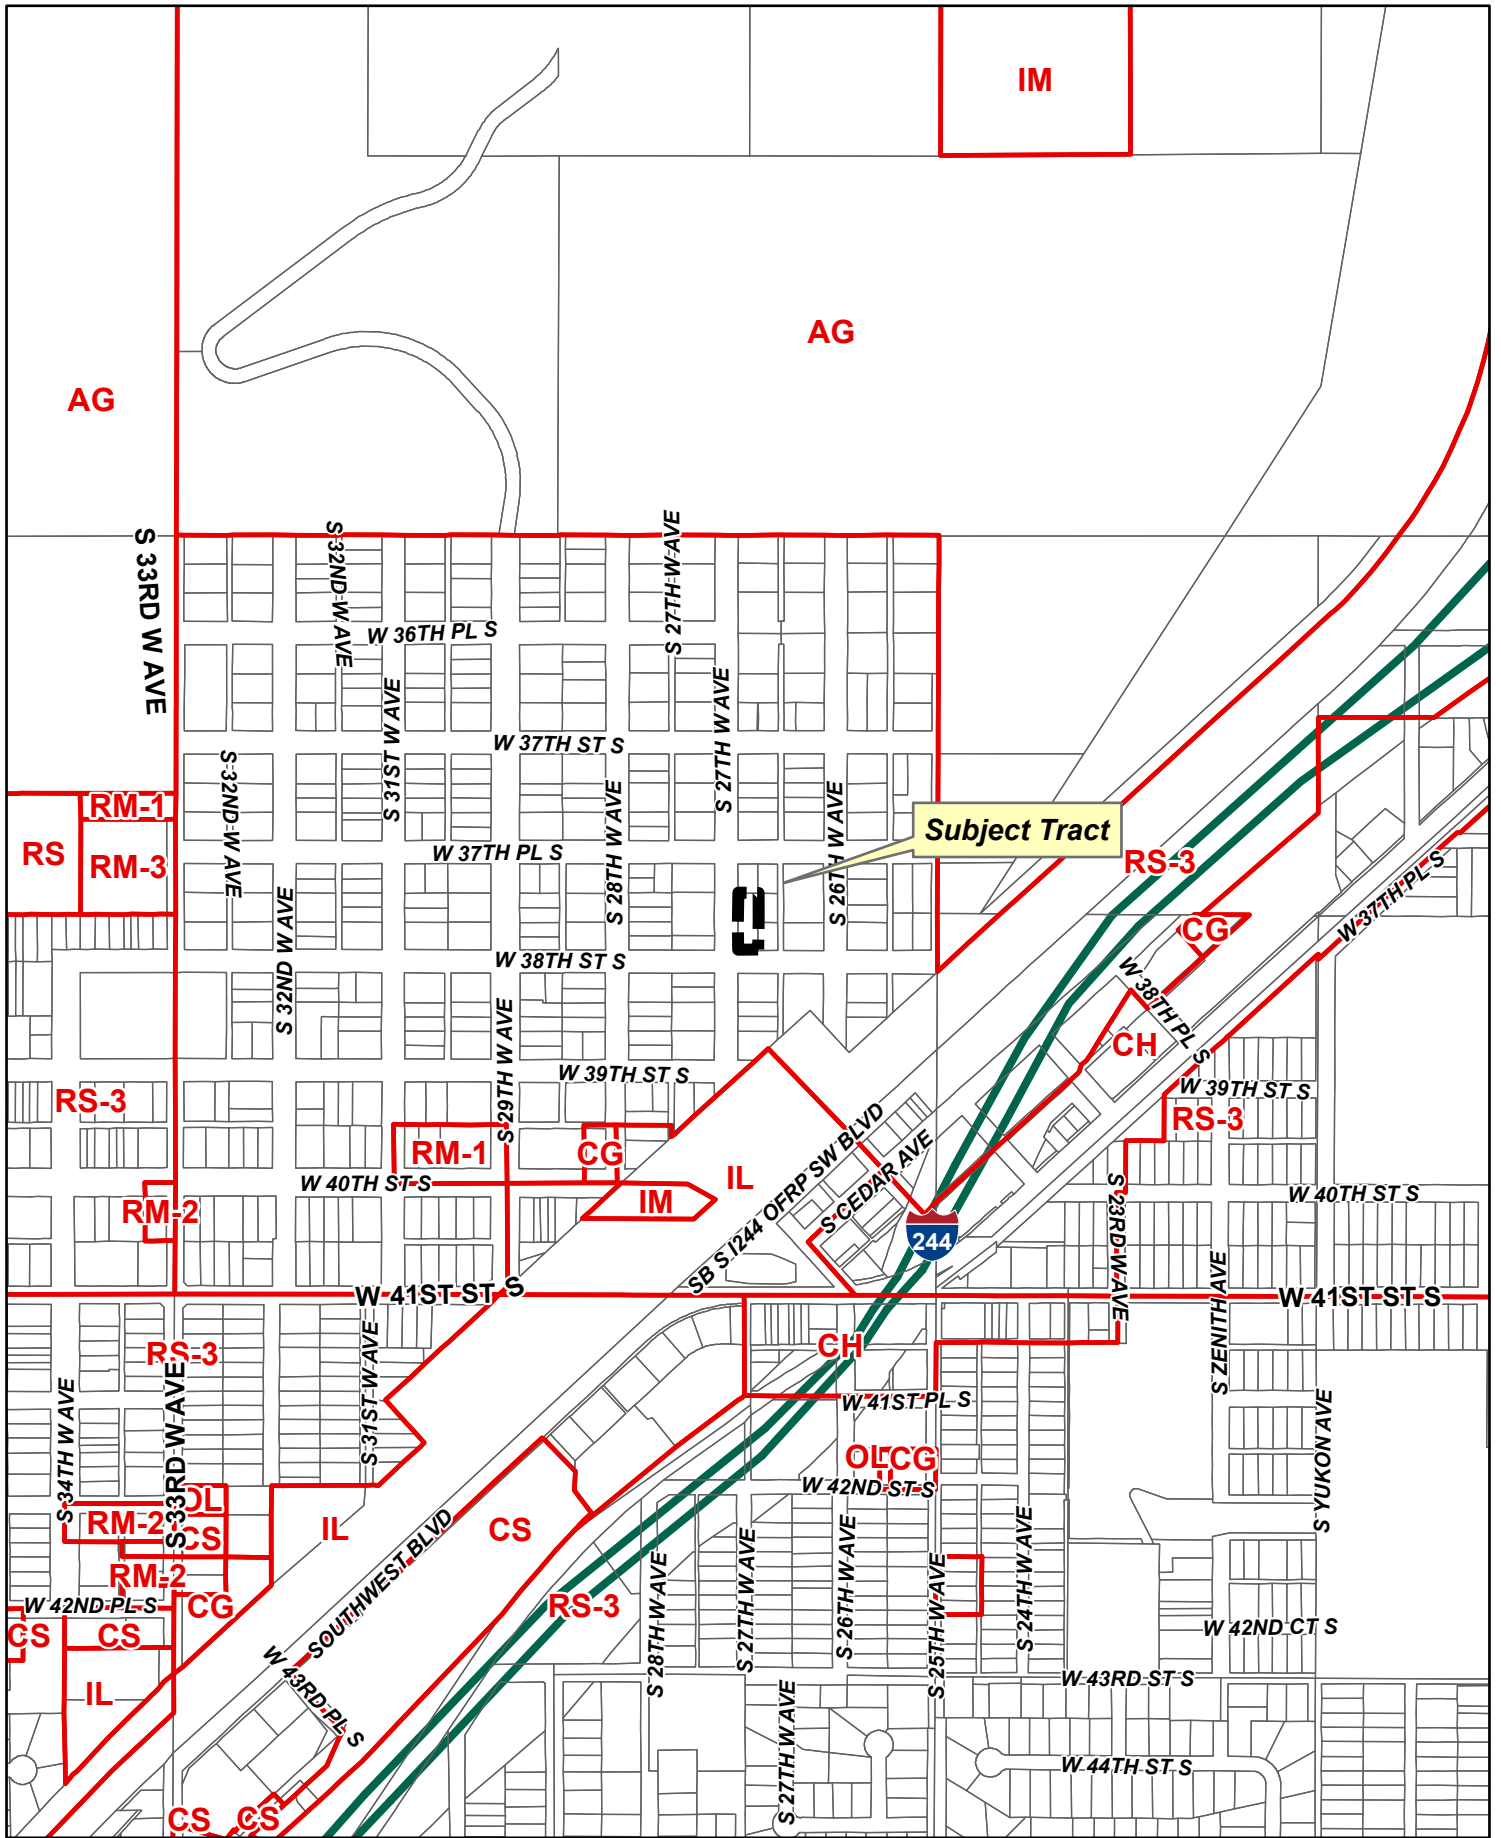 IM
AG
AG
S 33RD W AVE
S 32ND W AVE
S 27TH W AVE
W 36TH PL S
S 31ST W AVE
S 27TH W AVE
W 37TH ST S
S 32ND W AVE
S 28TH W AVE
S 26TH W AVE
RM-1
RS
RM-3
Subject Tract
W 37TH PL S
RS-3
W 37TH PL S
S 32ND W AVE
CG
W 38TH ST S
W 38TH PL S
S 29TH W AVE
CH
W 39TH ST S
W 39TH ST S
RS-3
RS-3
SB S I244 OFRP SW BLVD
S CEDAR AVE
RM-1
CG
IL
W 40TH ST S
IM
RM-2
S 23RD W AVE
W 40TH ST S
244
S ZENITH AVE
W 41ST ST S
W 41ST ST S
RS-3
S 31ST W AVE
CH
S 34TH W AVE
S 33RD W AVE
W 41ST PL S
S YUKON AVE
OL
CG
W 42ND ST S
OL
RM-2
CS
IL
CS
SOUTHWEST BLVD
RM-2
S 28TH W AVE
S 27TH W AVE
S 26TH W AVE
S 25TH W AVE
S 24TH W AVE
W 42ND PL S
CG
RS-3
CS
CS
W 42ND CT S
W 43RD PL S
IL
W 43RD ST S
S 27TH W AVE
W 44TH ST S
CS
CS